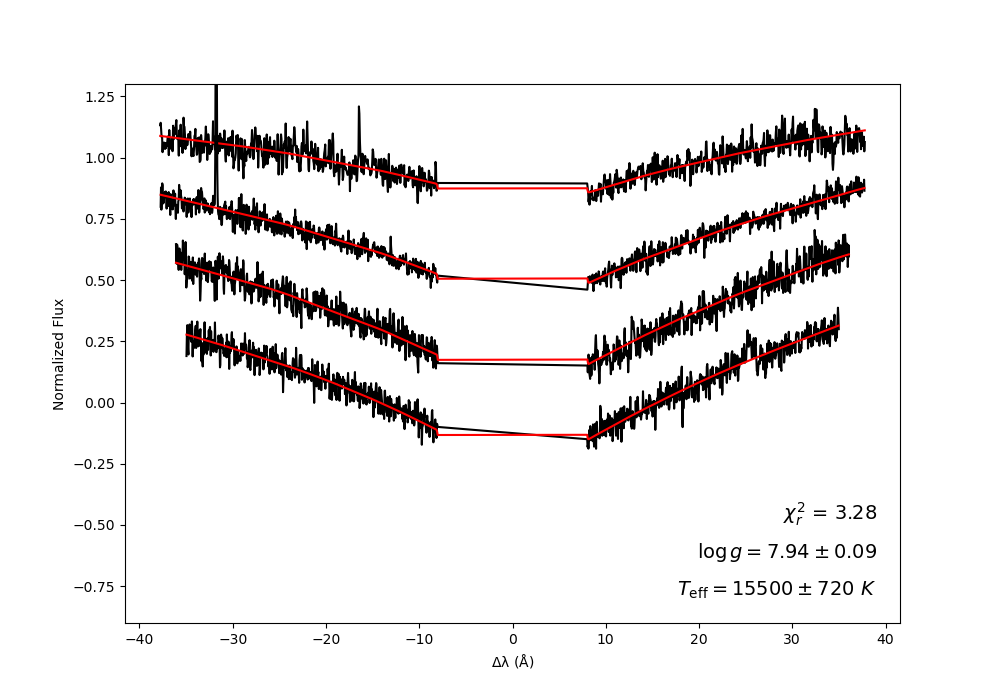 1.25
1.00
0.75
0.50
0.25
0.00
−0.25
−0.50
−0.75
Normalized Flux
χ²ᵣ = 3.28
log g = 7.94 ± 0.09
T_eff = 15500 ± 720 K
−40 −30 −20 −10 0 10 20 30 40
Δλ (Å)